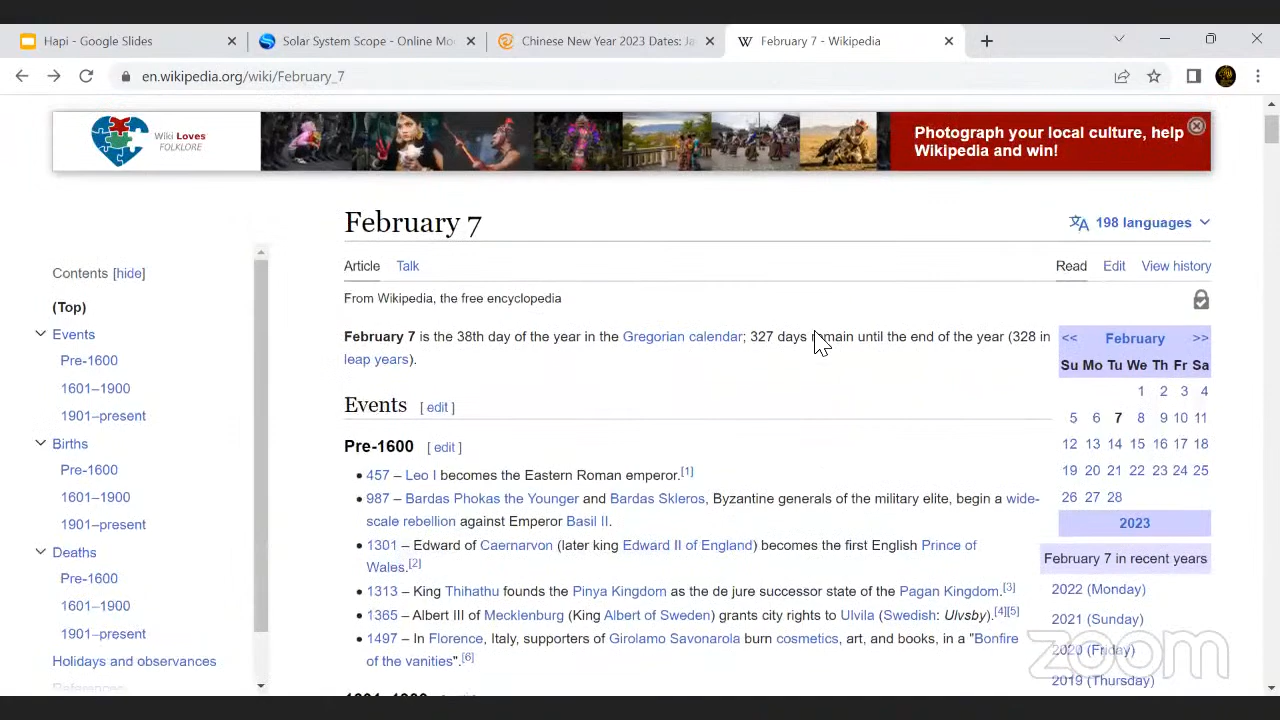 Hapi - Google Slides
Solar System Scope - Online Mo
Chinese New Year 2023 Dates: Ja
February 7 - Wikipedia
en.wikipedia.org/wiki/February_7
Wiki Loves
FOLKLORE
Photograph your local culture, help
Wikipedia and win!
February 7
198 languages
Article Talk
Read Edit View history
From Wikipedia, the free encyclopedia
Contents [hide]
(Top)
Events
Pre-1600
1601–1900
1901–present
Births
Pre-1600
1601–1900
1901–present
Deaths
Pre-1600
1601–1900
1901–present
Holidays and observances
References
February 7 is the 38th day of the year in the Gregorian calendar; 327 days remain until the end of the year (328 in
leap years).
Events [ edit ]
Pre-1600 [ edit ]
• 457 – Leo I becomes the Eastern Roman emperor.[1]
• 987 – Bardas Phokas the Younger and Bardas Skleros, Byzantine generals of the military elite, begin a wide-
scale rebellion against Emperor Basil II.
• 1301 – Edward of Caernarvon (later king Edward II of England) becomes the first English Prince of
Wales.[2]
• 1313 – King Thihathu founds the Pinya Kingdom as the de jure successor state of the Pagan Kingdom.[3]
• 1365 – Albert III of Mecklenburg (King Albert of Sweden) grants city rights to Ulvila (Swedish: Ulvsby).[4][5]
• 1497 – In Florence, Italy, supporters of Girolamo Savonarola burn cosmetics, art, and books, in a "Bonfire
of the vanities".[6]
<< February >>
Su Mo Tu We Th Fr Sa
1 2 3 4
5 6 7 8 9 10 11
12 13 14 15 16 17 18
19 20 21 22 23 24 25
26 27 28
2023
February 7 in recent years
2022 (Monday)
2021 (Sunday)
2020 (Friday)
2019 (Thursday)
zoom